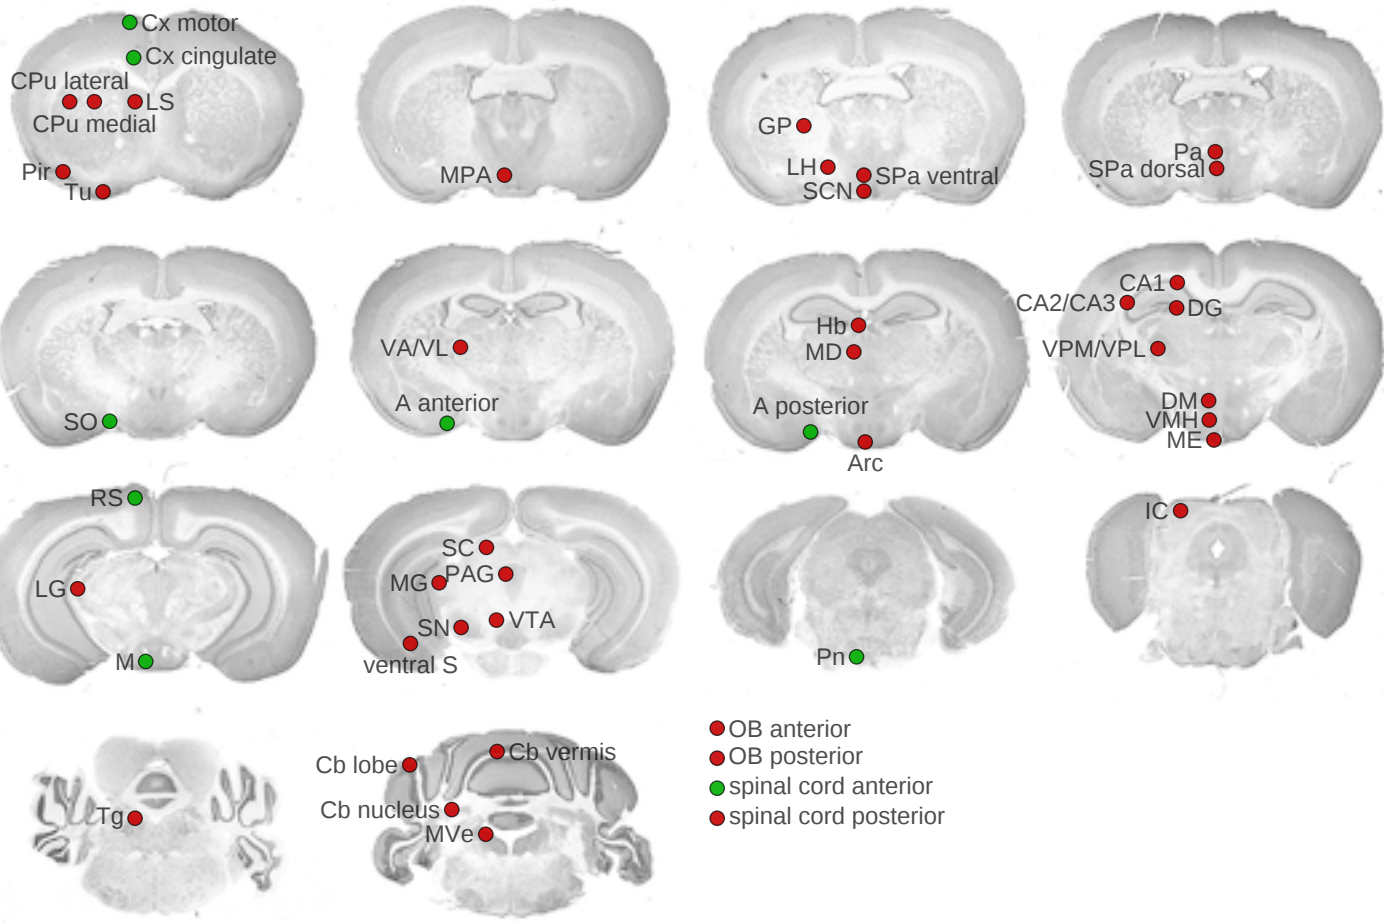 Cx motor
Cx cingulate
CPu lateral
LS
CPu medial
Pir
Tu
MPA
GP
LH
SPa ventral
SCN
Pa
SPa dorsal
SO
VA/VL
A anterior
Hb
MD
A posterior
Arc
CA1
CA2/CA3
DG
VPM/VPL
DM
VMH
ME
RS
LG
M
SC
MG
PAG
SN
VTA
ventral S
Pn
IC
Tg
Cb lobe
Cb vermis
Cb nucleus
MVe
OB anterior
OB posterior
spinal cord anterior
spinal cord posterior